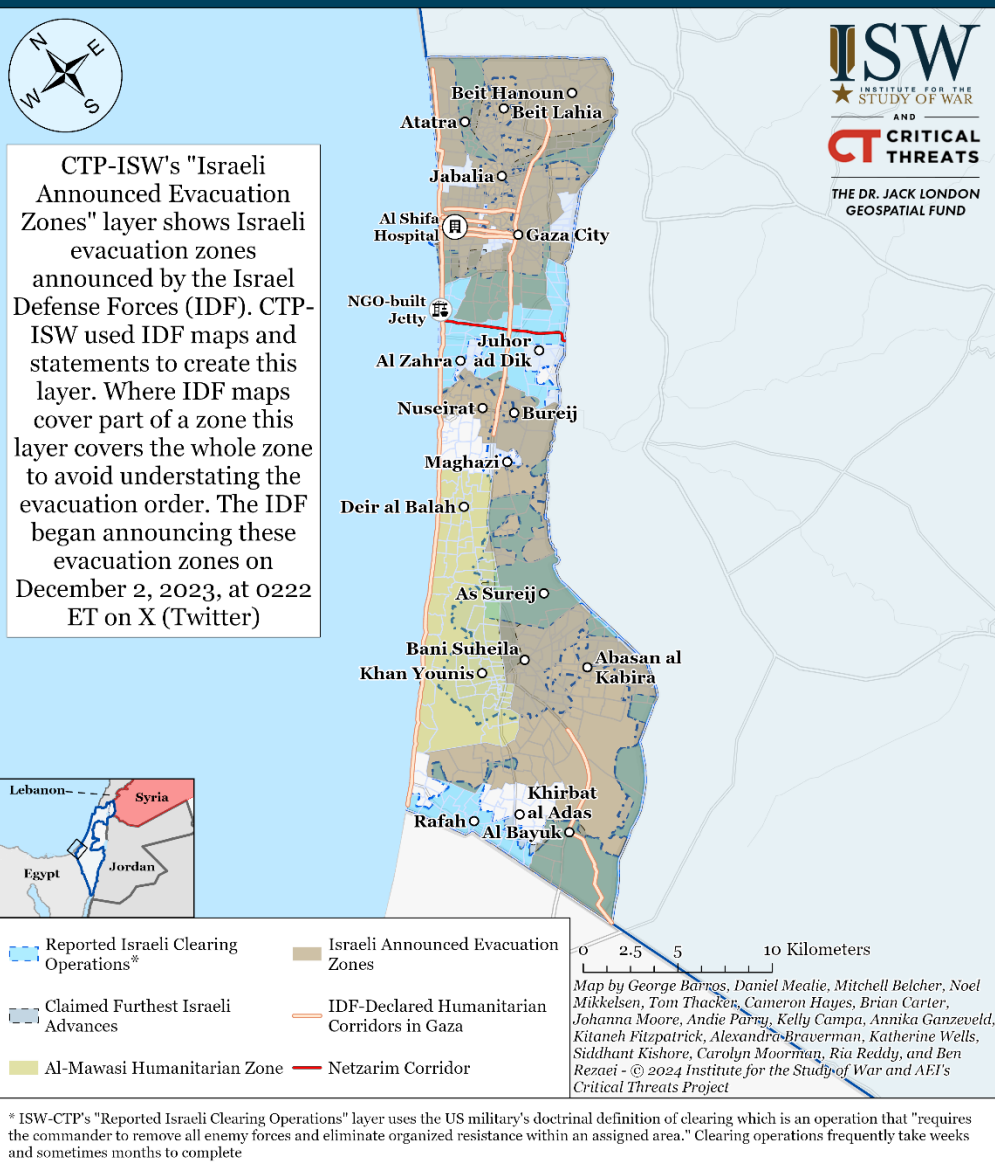 N
E
W
S
ISW
INSTITUTE FOR THE
STUDY OF WAR
AND
CT CRITICAL
THREATS
THE DR. JACK LONDON
GEOSPATIAL FUND
CTP-ISW's "Israeli
Announced Evacuation
Zones" layer shows Israeli
evacuation zones
announced by the Israel
Defense Forces (IDF). CTP-
ISW used IDF maps and
statements to create this
layer. Where IDF maps
cover part of a zone this
layer covers the whole zone
to avoid understating the
evacuation order. The IDF
began announcing these
evacuation zones on
December 2, 2023, at 0222
ET on X (Twitter)
Beit Hanoun
Beit Lahia
Atatra
Jabalia
Al Shifa
Hospital
Gaza City
NGO-built
Jetty
Juhor
ad Dik
Al Zahra
Nuseirat
Bureij
Maghazi
Deir al Balah
As Sureij
Bani Suheila
Abasan al
Kabira
Khan Younis
Khirbat
al Adas
Rafah
Al Bayuk
Lebanon
Syria
Egypt
Jordan
Reported Israeli Clearing
Operations*
Claimed Furthest Israeli
Advances
Al-Mawasi Humanitarian Zone
Israeli Announced Evacuation
Zones
IDF-Declared Humanitarian
Corridors in Gaza
Netzarim Corridor
0 2.5 5 10 Kilometers
Map by George Barros, Daniel Mealie, Mitchell Belcher, Noel
Mikkelsen, Tom Thacker, Cameron Hayes, Brian Carter,
Johanna Moore, Andie Parry, Kelly Campa, Annika Ganzeveld,
Kitaneh Fitzpatrick, Alexandra Braverman, Katherine Wells,
Siddhant Kishore, Carolyn Moorman, Ria Reddy, and Ben
Rezaei - © 2024 Institute for the Study of War and AEI's
Critical Threats Project
* ISW-CTP's "Reported Israeli Clearing Operations" layer uses the US military's doctrinal definition of clearing which is an operation that "requires
the commander to remove all enemy forces and eliminate organized resistance within an assigned area." Clearing operations frequently take weeks
and sometimes months to complete